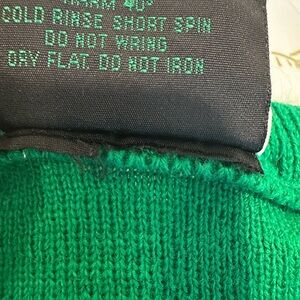 WARM 40°
COLD RINSE SHORT SPIN
DO NOT WRING
DRY FLAT. DO NOT IRON